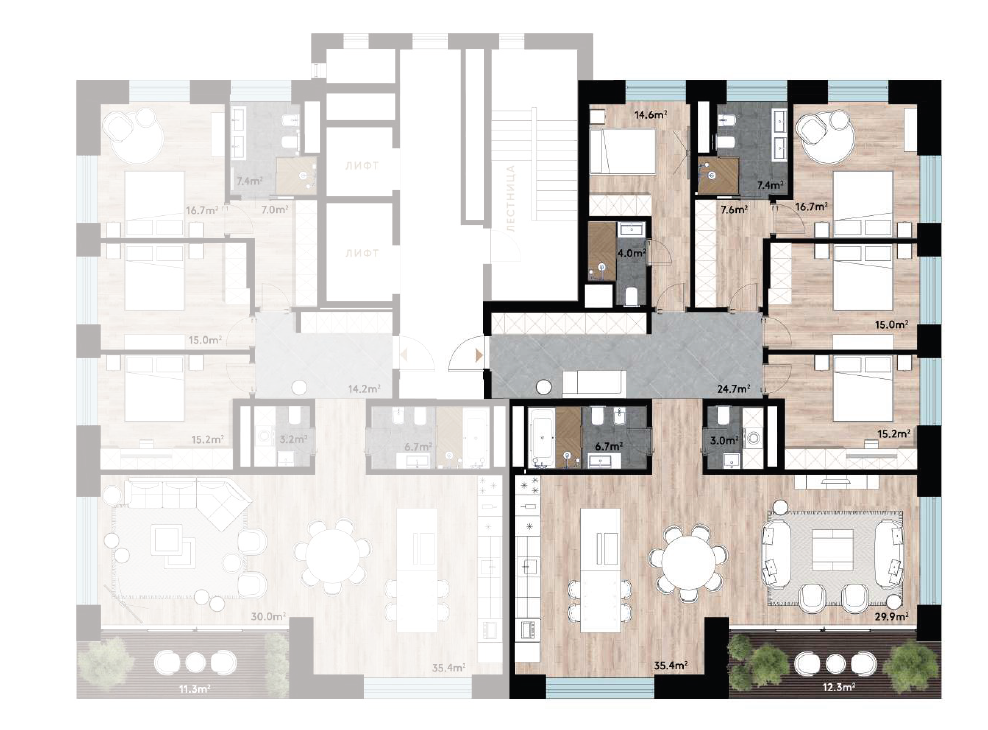 14.6m²
ЛИФТ
ЛЕСТНИЦА
7.4m²
7.4m²
16.7m²
7.0m²
7.6m²
16.7m²
ЛИФТ
4.0m²
15.0m²
15.0m²
14.2m²
24.7m²
15.2m²
3.2m²
6.7m²
6.7m²
3.0m²
15.2m²
30.0m²
29.9m²
35.4m²
35.4m²
11.3m²
12.3m²